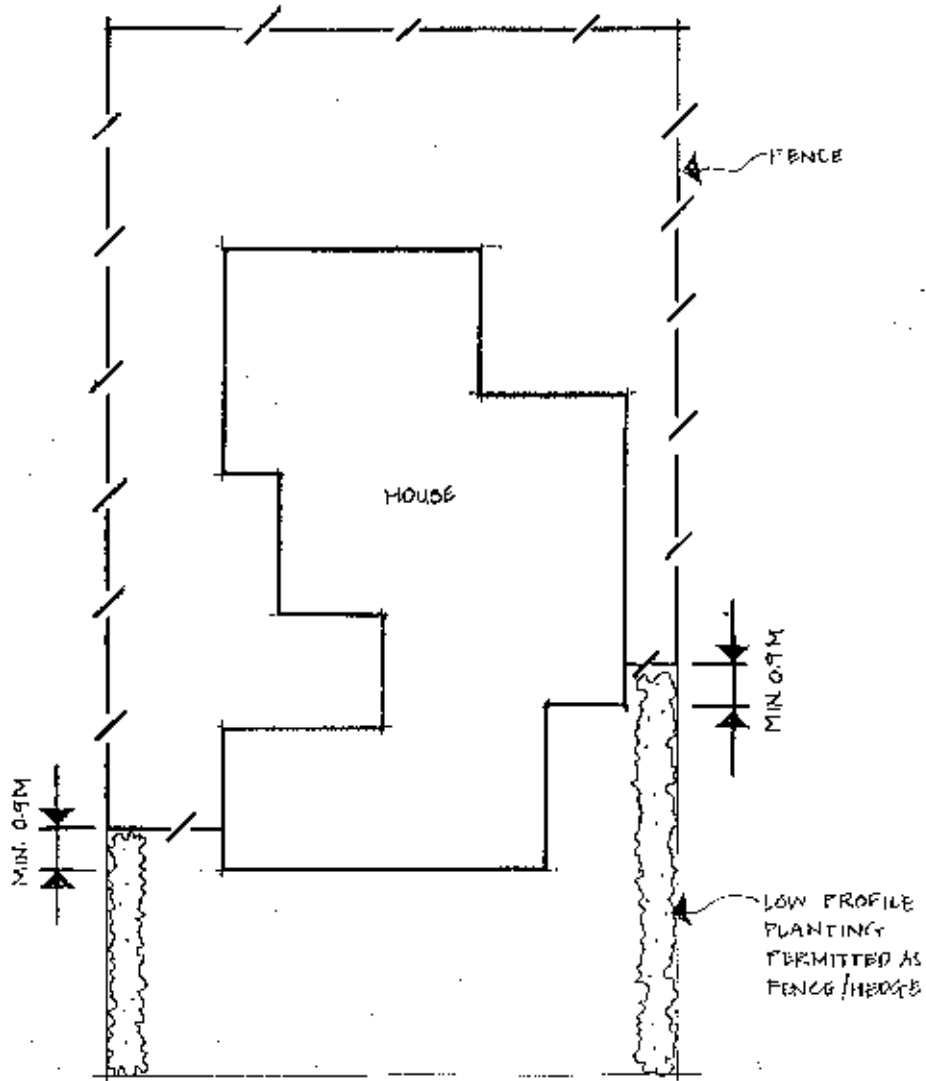 FENCE
HOUSE
MIN. 0.9M
MIN. 0.9M
LOW PROFILE
PLANTING
PERMITTED AS
FENCE/HEDGE